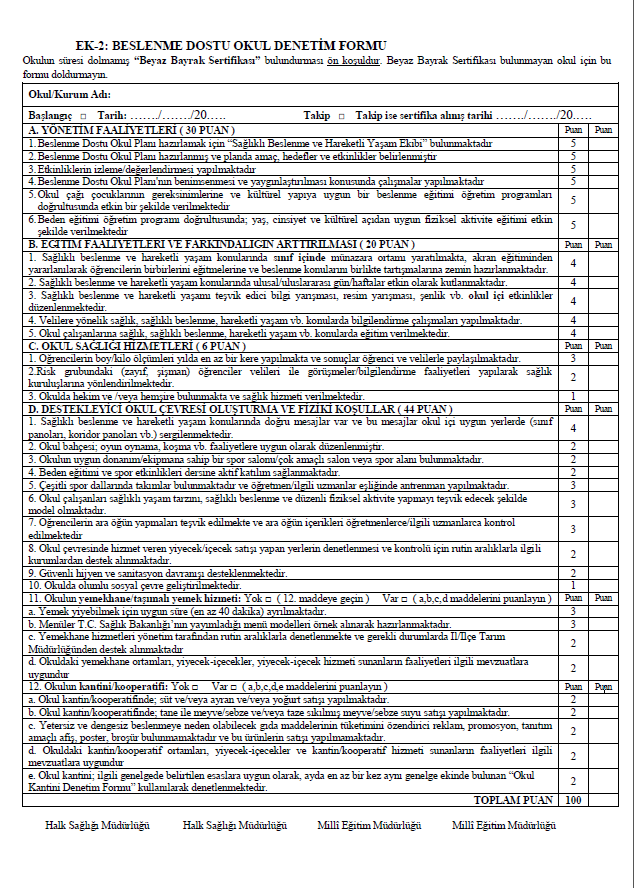 EK-2: BESLENME DOSTU OKUL DENETİM FORMU
Okulun süresi dolmamış “Beyaz Bayrak Sertifikası” bulundurması ön koşuldur. Beyaz Bayrak Sertifikası bulunmayan okul için bu
formu doldurmayın.
Okul/Kurum Adı:
Başlangıç □ Tarih: ……./……./20….. Takip □ Takip ise sertifika alınış tarihi ……./……./20…..
A. YÖNETİM FAALİYETLERİ ( 30 PUAN ) Puan Puan
1. Beslenme Dostu Okul Planı hazırlamak için “Sağlıklı Beslenme ve Hareketli Yaşam Ekibi” bulunmaktadır 5
2. Beslenme Dostu Okul Planı hazırlanmış ve planda amaç, hedefler ve etkinlikler belirlenmiştir 5
3. Etkinliklerin izleme/değerlendirmesi yapılmaktadır 5
4. Beslenme Dostu Okul Planı'nın benimsenmesi ve yaygınlaştırılması konusunda çalışmalar yapılmaktadır 5
5. Okul çağı çocuklarının gereksinimlerine ve kültürel yapıya uygun bir beslenme eğitimi öğretim programları
doğrultusunda etkin bir şekilde verilmektedir 5
6. Beden eğitimi öğretim programı doğrultusunda; yaş, cinsiyet ve kültürel açıdan uygun fiziksel aktivite eğitimi etkin
şekilde verilmektedir 5
B. EĞİTİM FAALİYETLERİ VE FARKINDALIĞIN ARTTIRILMASI ( 20 PUAN ) Puan Puan
1. Sağlıklı beslenme ve hareketli yaşam konularında sınıf içinde münazara ortamı yaratılmakta, akran eğitiminden
yararlanılarak öğrencilerin birbirlerini eğitmelerine ve beslenme konularını birlikte tartışmalarına zemin hazırlanmaktadır. 4
2. Sağlıklı beslenme ve hareketli yaşam konularında ulusal/uluslararası gün/haftalar etkin olarak kutlanmaktadır. 4
3. Sağlıklı beslenme ve hareketli yaşamı teşvik edici bilgi yarışması, resim yarışması, şenlik vb. okul içi etkinlikler
düzenlenmektedir. 4
4. Velilere yönelik sağlık, sağlıklı beslenme, hareketli yaşam vb. konularda bilgilendirme çalışmaları yapılmaktadır. 4
5. Okul çalışanlarına sağlık, sağlıklı beslenme, hareketli yaşam vb. konularda eğitim verilmektedir. 4
C. OKUL SAĞLIĞI HİZMETLERİ ( 6 PUAN ) Puan Puan
1. Öğrencilerin boy/kilo ölçümleri yılda en az bir kere yapılmakta ve sonuçlar öğrenci ve velilerle paylaşılmaktadır. 3
2.Risk grubundaki (zayıf, şişman) öğrenciler velileri ile görüşmeler/bilgilendirme faaliyetleri yapılarak sağlık
kuruluşlarına yönlendirilmektedir. 2
3. Okulda hekim ve /veya hemşire bulunmakta ve sağlık hizmeti verilmektedir. 1
D. DESTEKLEYİCİ OKUL ÇEVRESİ OLUŞTURMA VE FİZİKİ KOŞULLAR ( 44 PUAN ) Puan Puan
1. Sağlıklı beslenme ve hareketli yaşam konularında doğru mesajlar var ve bu mesajlar okul içi uygun yerlerde (sınıf
panoları, koridor panoları vb.) sergilenmektedir. 4
2. Okul bahçesi; oyun oynama, koşma vb. faaliyetlere uygun olarak düzenlenmiştir. 2
3. Okulun uygun donanım/ekipmana sahip bir spor salonu/çok amaçlı salon veya spor alanı bulunmaktadır. 2
4. Beden eğitimi ve spor etkinlikleri dersine aktif katılım sağlanmaktadır. 2
5. Çeşitli spor dallarında takımlar bulunmaktadır ve öğretmen/ilgili uzmanlar eşliğinde antrenman yapılmaktadır. 3
6. Okul çalışanları sağlıklı yaşam tarzını, sağlıklı beslenme ve düzenli fiziksel aktivite yapmayı teşvik edecek şekilde
model olmaktadır. 3
7. Öğrencilerin ara öğün yapmaları teşvik edilmekte ve ara öğün içerikleri öğretmenlerce/ilgili uzmanlarca kontrol
edilmektedir 3
8. Okul çevresinde hizmet veren yiyecek/içecek satışı yapan yerlerin denetlenmesi ve kontrolü için rutin aralıklarla ilgili
kurumlardan destek alınmaktadır. 2
9. Güvenli hijyen ve sanitasyon davranışı desteklenmektedir. 2
10. Okulda olumlu sosyal çevre geliştirilmektedir. 1
11. Okulun yemekhane/taşımalı yemek hizmeti: Yok □ ( 12. maddeye geçin ) Var □ ( a,b,c,d maddelerini puanlayın ) Puan Puan
a. Yemek yiyebilmek için uygun süre (en az 40 dakika) ayrılmaktadır. 3
b. Menüler T.C. Sağlık Bakanlığı’nın yayımladığı menü modelleri örnek alınarak hazırlanmaktadır. 3
c. Yemekhane hizmetleri yönetim tarafından rutin aralıklarla denetlenmekte ve gerekli durumlarda İl/İlçe Tarım
Müdürlüğünden destek alınmaktadır 2
d. Okuldaki yemekhane ortamları, yiyecek-içecekler, yiyecek-içecek hizmeti sunanların faaliyetleri ilgili mevzuatlara
uygundur 2
12. Okulun kantini/kooperatifi: Yok □ Var □ ( a,b,c,d,e maddelerini puanlayın ) Puan Puan
a. Okul kantin/kooperatifinde; süt ve/veya ayran ve/veya yoğurt satışı yapılmaktadır. 2
b. Okul kantin/kooperatifinde; tane ile meyve/sebze ve/veya taze sıkılmış meyve/sebze suyu satışı yapılmaktadır. 2
c. Yetersiz ve dengesiz beslenmeye neden olabilecek gıda maddelerinin tüketimini özendirici reklam, promosyon, tanıtım
amaçlı afiş, poster, broşür bulunmamaktadır ve bu ürünlerin satışı yapılmamaktadır. 2
d. Okuldaki kantin/kooperatif ortamları, yiyecek-içecekler ve kantin/kooperatif hizmeti sunanların faaliyetleri ilgili
mevzuatlara uygundur 2
e. Okul kantini; ilgili genelgede belirtilen esaslara uygun olarak, ayda en az bir kez aynı genelge ekinde bulunan “Okul
Kantini Denetim Formu” kullanılarak denetlenmektedir. 2
TOPLAM PUAN 100
Halk Sağlığı Müdürlüğü Halk Sağlığı Müdürlüğü Millî Eğitim Müdürlüğü Millî Eğitim Müdürlüğü